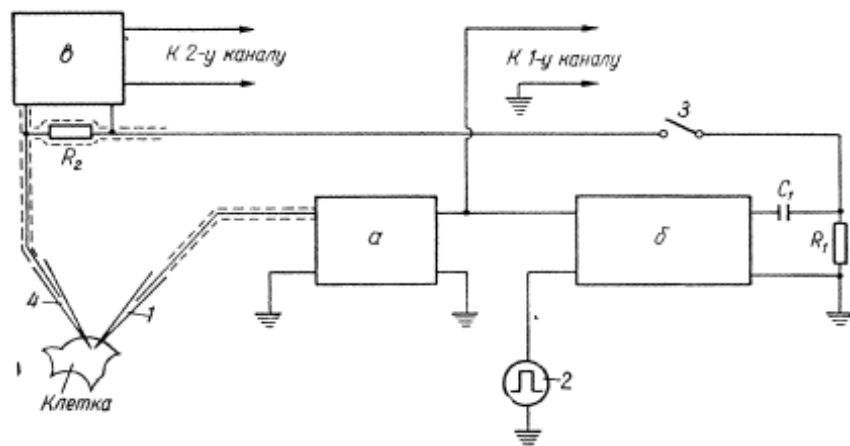 в
К 2-у каналу
К 1-у каналу
3
R₂
C₁
а
б
R₁
4
1
2
Клетка